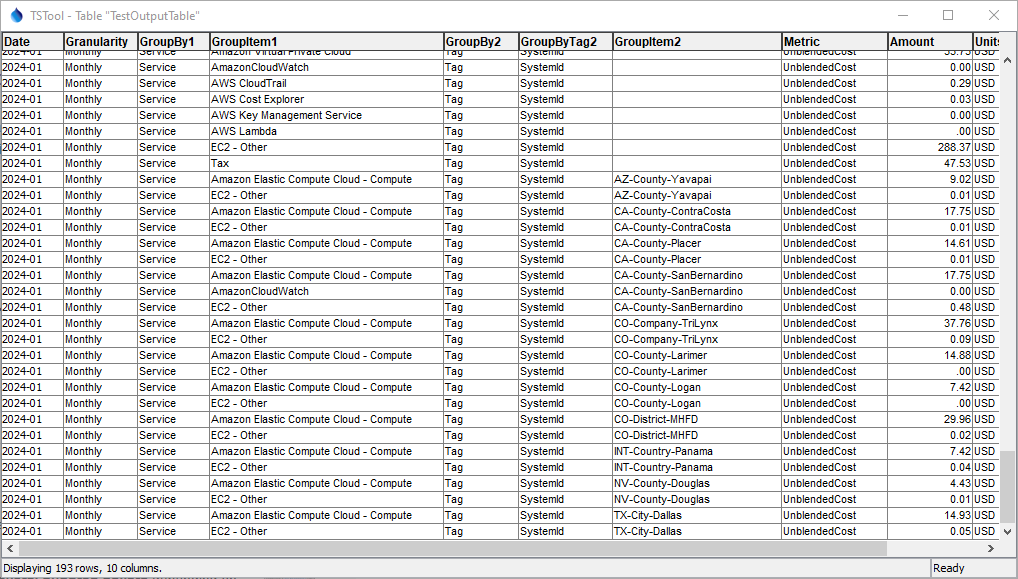 TSTool - Table "TestOutputTable"
Date Granularity GroupBy1 GroupItem1 GroupBy2 GroupByTag2 GroupItem2 Metric Amount Units
2024-01 Monthly Service Amazon Virtual Private Cloud Tag SystemId UnblendedCost 33.73 USD
2024-01 Monthly Service AmazonCloudWatch Tag SystemId UnblendedCost 0.00 USD
2024-01 Monthly Service AWS CloudTrail Tag SystemId UnblendedCost 0.29 USD
2024-01 Monthly Service AWS Cost Explorer Tag SystemId UnblendedCost 0.03 USD
2024-01 Monthly Service AWS Key Management Service Tag SystemId UnblendedCost 0.00 USD
2024-01 Monthly Service AWS Lambda Tag SystemId UnblendedCost .00 USD
2024-01 Monthly Service EC2 - Other Tag SystemId UnblendedCost 288.37 USD
2024-01 Monthly Service Tax Tag SystemId UnblendedCost 47.53 USD
2024-01 Monthly Service Amazon Elastic Compute Cloud - Compute Tag SystemId AZ-County-Yavapai UnblendedCost 9.02 USD
2024-01 Monthly Service EC2 - Other Tag SystemId AZ-County-Yavapai UnblendedCost 0.01 USD
2024-01 Monthly Service Amazon Elastic Compute Cloud - Compute Tag SystemId CA-County-ContraCosta UnblendedCost 17.75 USD
2024-01 Monthly Service EC2 - Other Tag SystemId CA-County-ContraCosta UnblendedCost 0.01 USD
2024-01 Monthly Service Amazon Elastic Compute Cloud - Compute Tag SystemId CA-County-Placer UnblendedCost 14.61 USD
2024-01 Monthly Service EC2 - Other Tag SystemId CA-County-Placer UnblendedCost 0.01 USD
2024-01 Monthly Service Amazon Elastic Compute Cloud - Compute Tag SystemId CA-County-SanBernardino UnblendedCost 17.75 USD
2024-01 Monthly Service AmazonCloudWatch Tag SystemId CA-County-SanBernardino UnblendedCost 0.00 USD
2024-01 Monthly Service EC2 - Other Tag SystemId CA-County-SanBernardino UnblendedCost 0.48 USD
2024-01 Monthly Service Amazon Elastic Compute Cloud - Compute Tag SystemId CO-Company-TriLynx UnblendedCost 37.76 USD
2024-01 Monthly Service EC2 - Other Tag SystemId CO-Company-TriLynx UnblendedCost 0.09 USD
2024-01 Monthly Service Amazon Elastic Compute Cloud - Compute Tag SystemId CO-County-Larimer UnblendedCost 14.88 USD
2024-01 Monthly Service EC2 - Other Tag SystemId CO-County-Larimer UnblendedCost .00 USD
2024-01 Monthly Service Amazon Elastic Compute Cloud - Compute Tag SystemId CO-County-Logan UnblendedCost 7.42 USD
2024-01 Monthly Service EC2 - Other Tag SystemId CO-County-Logan UnblendedCost .00 USD
2024-01 Monthly Service Amazon Elastic Compute Cloud - Compute Tag SystemId CO-District-MHFD UnblendedCost 29.96 USD
2024-01 Monthly Service EC2 - Other Tag SystemId CO-District-MHFD UnblendedCost 0.02 USD
2024-01 Monthly Service Amazon Elastic Compute Cloud - Compute Tag SystemId INT-Country-Panama UnblendedCost 7.42 USD
2024-01 Monthly Service EC2 - Other Tag SystemId INT-Country-Panama UnblendedCost 0.04 USD
2024-01 Monthly Service Amazon Elastic Compute Cloud - Compute Tag SystemId NV-County-Douglas UnblendedCost 4.43 USD
2024-01 Monthly Service EC2 - Other Tag SystemId NV-County-Douglas UnblendedCost 0.01 USD
2024-01 Monthly Service Amazon Elastic Compute Cloud - Compute Tag SystemId TX-City-Dallas UnblendedCost 14.93 USD
2024-01 Monthly Service EC2 - Other Tag SystemId TX-City-Dallas UnblendedCost 0.05 USD
Displaying 193 rows, 10 columns. Ready